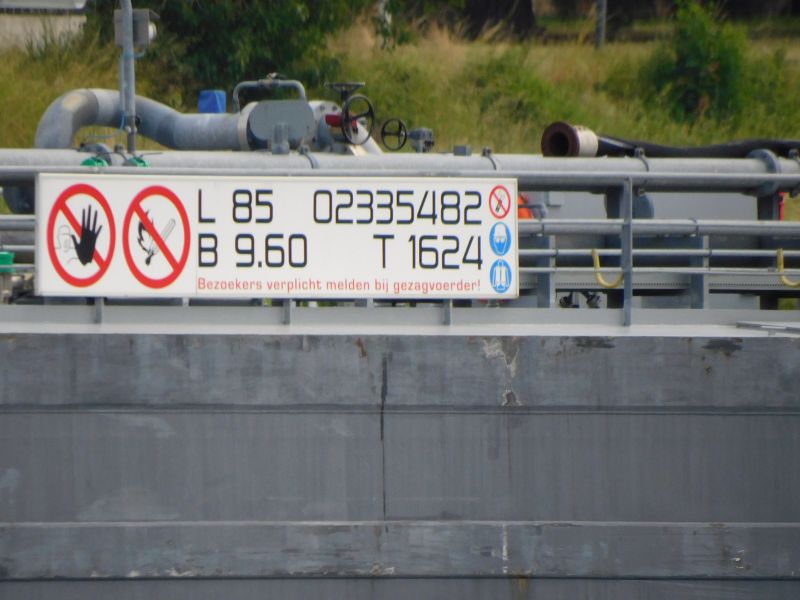 L 85 02335482
B 9.60 T 1624
Bezoekers verplicht melden bij gezagvoerder!